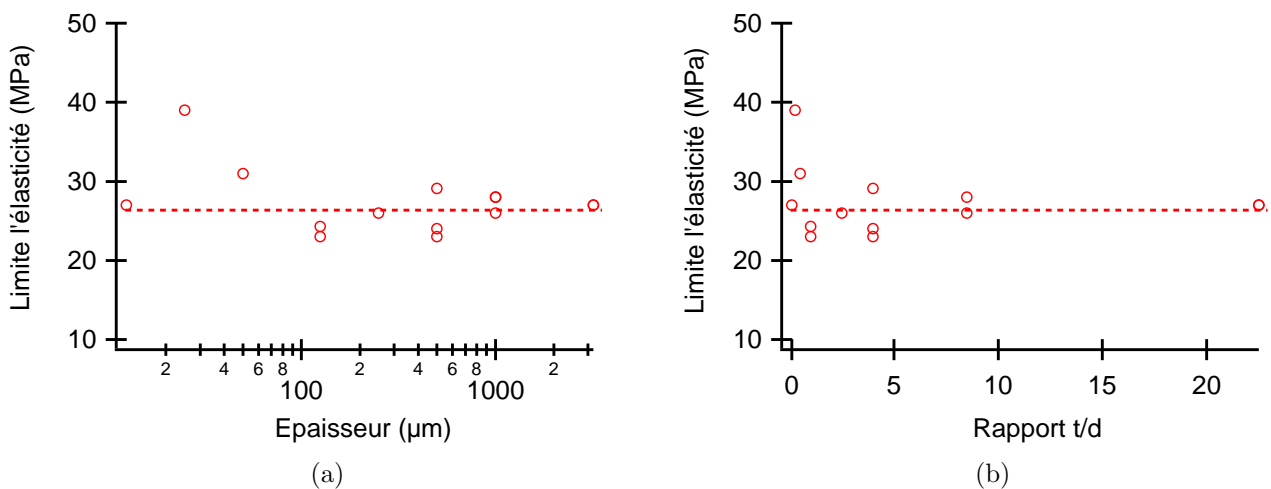 50
40
30
20
10
Limite l'élasticité (MPa)
2 4 6 8 2 4 6 8 2
100 1000
Epaisseur (µm)
(a)
50
40
30
20
10
Limite l'élasticité (MPa)
0 5 10 15 20
Rapport t/d
(b)